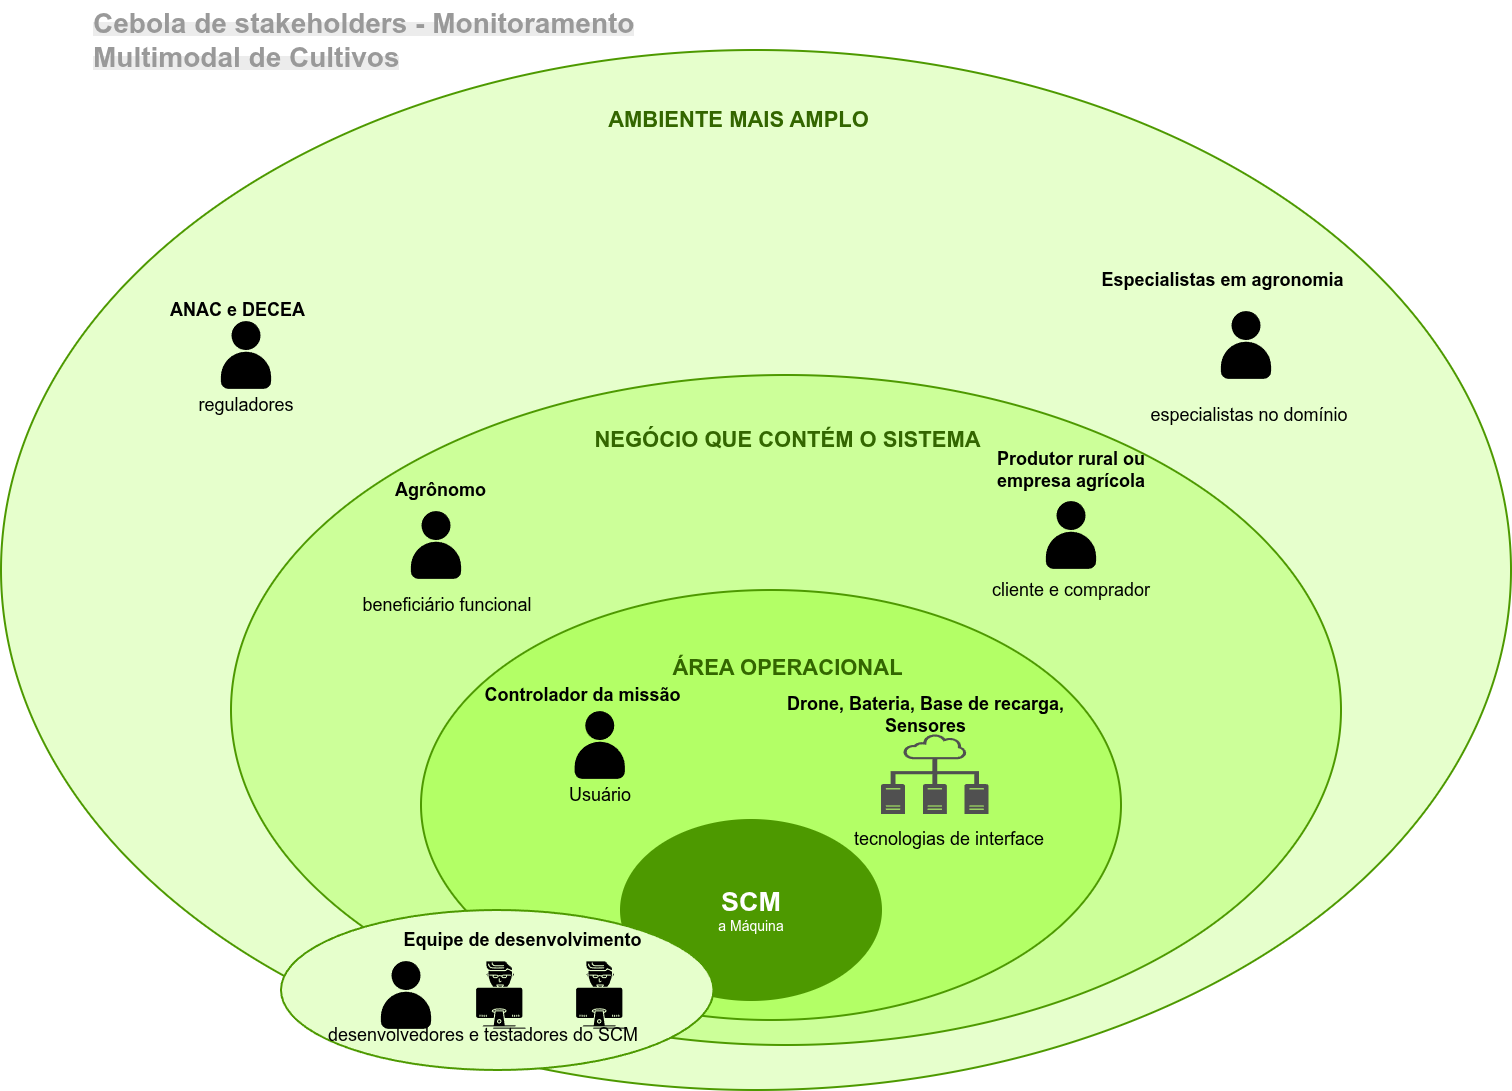 Cebola de stakeholders - Monitoramento
Multimodal de Cultivos
AMBIENTE MAIS AMPLO
Especialistas em agronomia
especialistas no domínio
ANAC e DECEA
reguladores
NEGÓCIO QUE CONTÉM O SISTEMA
Produtor rural ou
empresa agrícola
cliente e comprador
Agrônomo
beneficiário funcional
ÁREA OPERACIONAL
Controlador da missão
Usuário
Drone, Bateria, Base de recarga,
Sensores
tecnologias de interface
SCM
a Máquina
Equipe de desenvolvimento
desenvolvedores e testadores do SCM